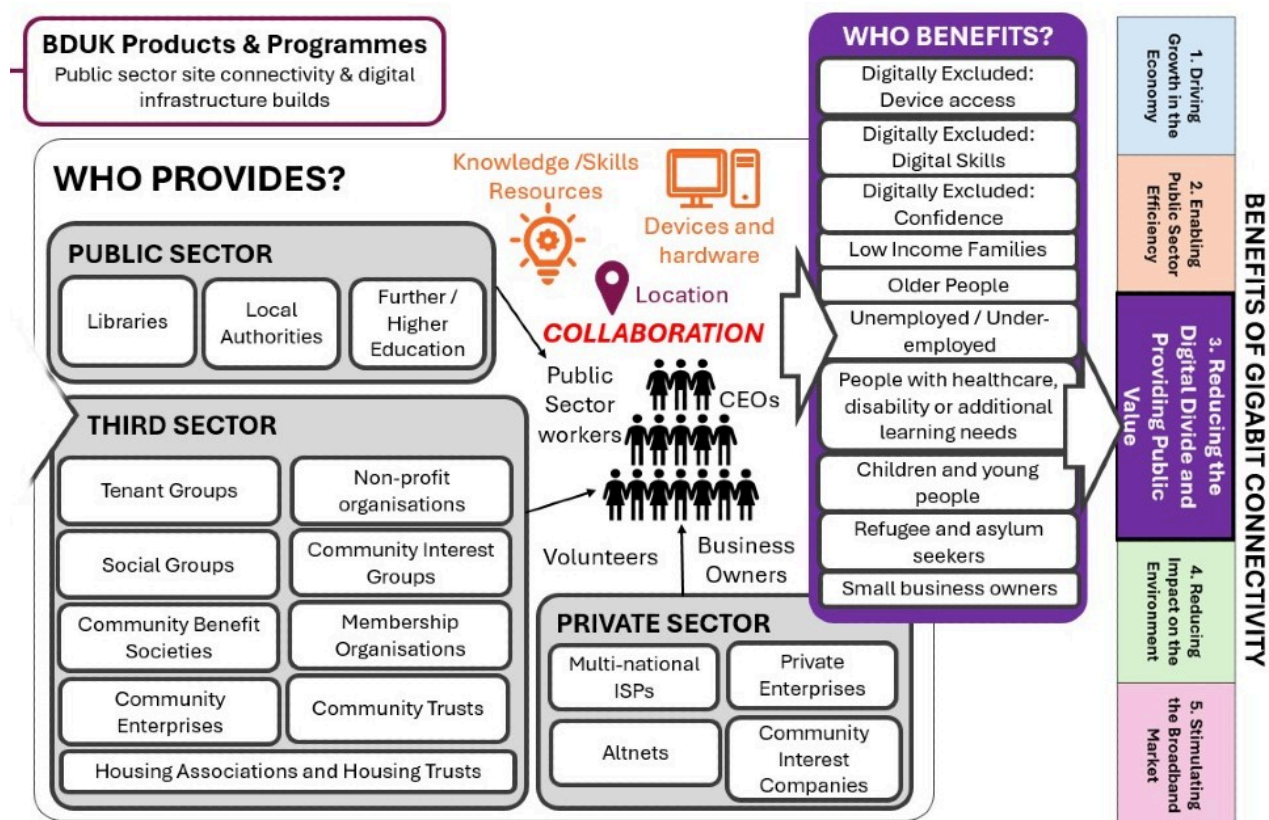 BDUK Products & Programmes
Public sector site connectivity & digital
infrastructure builds
WHO PROVIDES?
Knowledge /Skills
Resources
Devices and
hardware
Location
COLLABORATION
PUBLIC SECTOR
Libraries
Local
Authorities
Further /
Higher
Education
Public
Sector
workers
CEOs
Volunteers
Business
Owners
THIRD SECTOR
Tenant Groups
Non-profit
organisations
Social Groups
Community Interest
Groups
Community Benefit
Societies
Membership
Organisations
Community
Enterprises
Community Trusts
Housing Associations and Housing Trusts
PRIVATE SECTOR
Multi-national
ISPs
Private
Enterprises
Altnets
Community
Interest
Companies
WHO BENEFITS?
Digitally Excluded:
Device access
Digitally Excluded:
Digital Skills
Digitally Excluded:
Confidence
Low Income Families
Older People
Unemployed / Under-
employed
People with healthcare,
disability or additional
learning needs
Children and young
people
Refugee and asylum
seekers
Small business owners
BENEFITS OF GIGABIT CONNECTIVITY
1. Driving
Growth in the
Economy
2. Enabling
Public Sector
Efficiency
3. Reducing the
Digital Divide and
Providing Public
Value
4. Reducing
Impact on the
Environment
5. Stimulating
the Broadband
Market